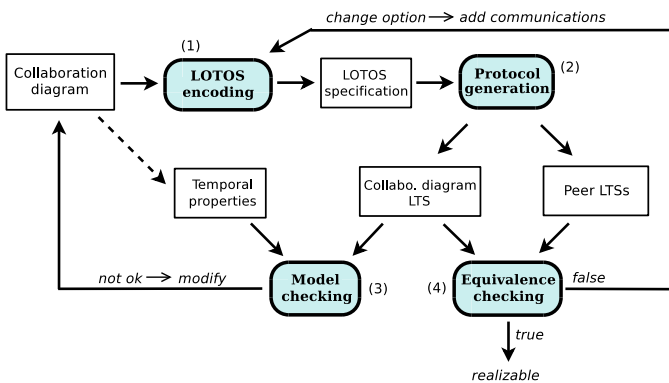 change option → add communications
(1)
Collaboration
diagram
LOTOS
encoding
LOTOS
specification
Protocol
generation
(2)
Temporal
properties
Collabo. diagram
LTS
Peer LTSs
not ok → modify
Model
checking
(3)
(4)
Equivalence
checking
false
true
realizable